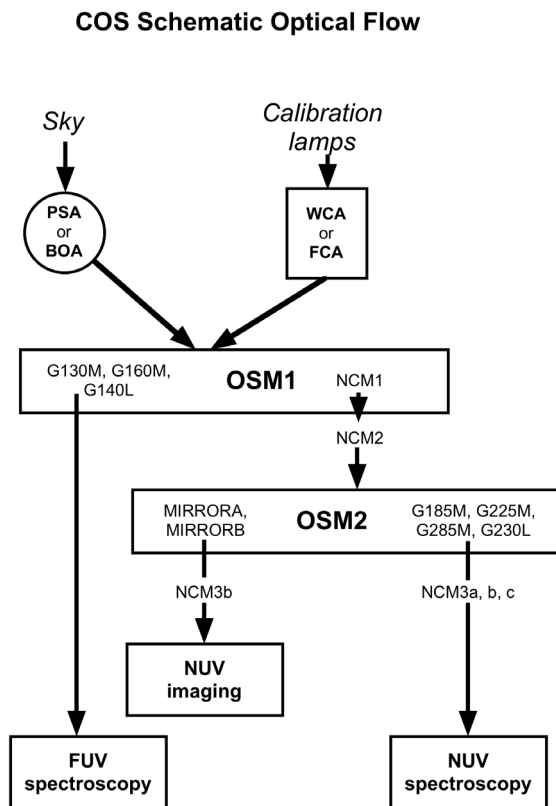 COS Schematic Optical Flow
Sky
Calibration
lamps
PSA
or
BOA
WCA
or
FCA
G130M, G160M,
G140L
OSM1
NCM1
NCM2
MIRRORA,
MIRRORB
OSM2
G185M, G225M,
G285M, G230L
NCM3b
NCM3a, b, c
NUV
imaging
FUV
spectroscopy
NUV
spectroscopy